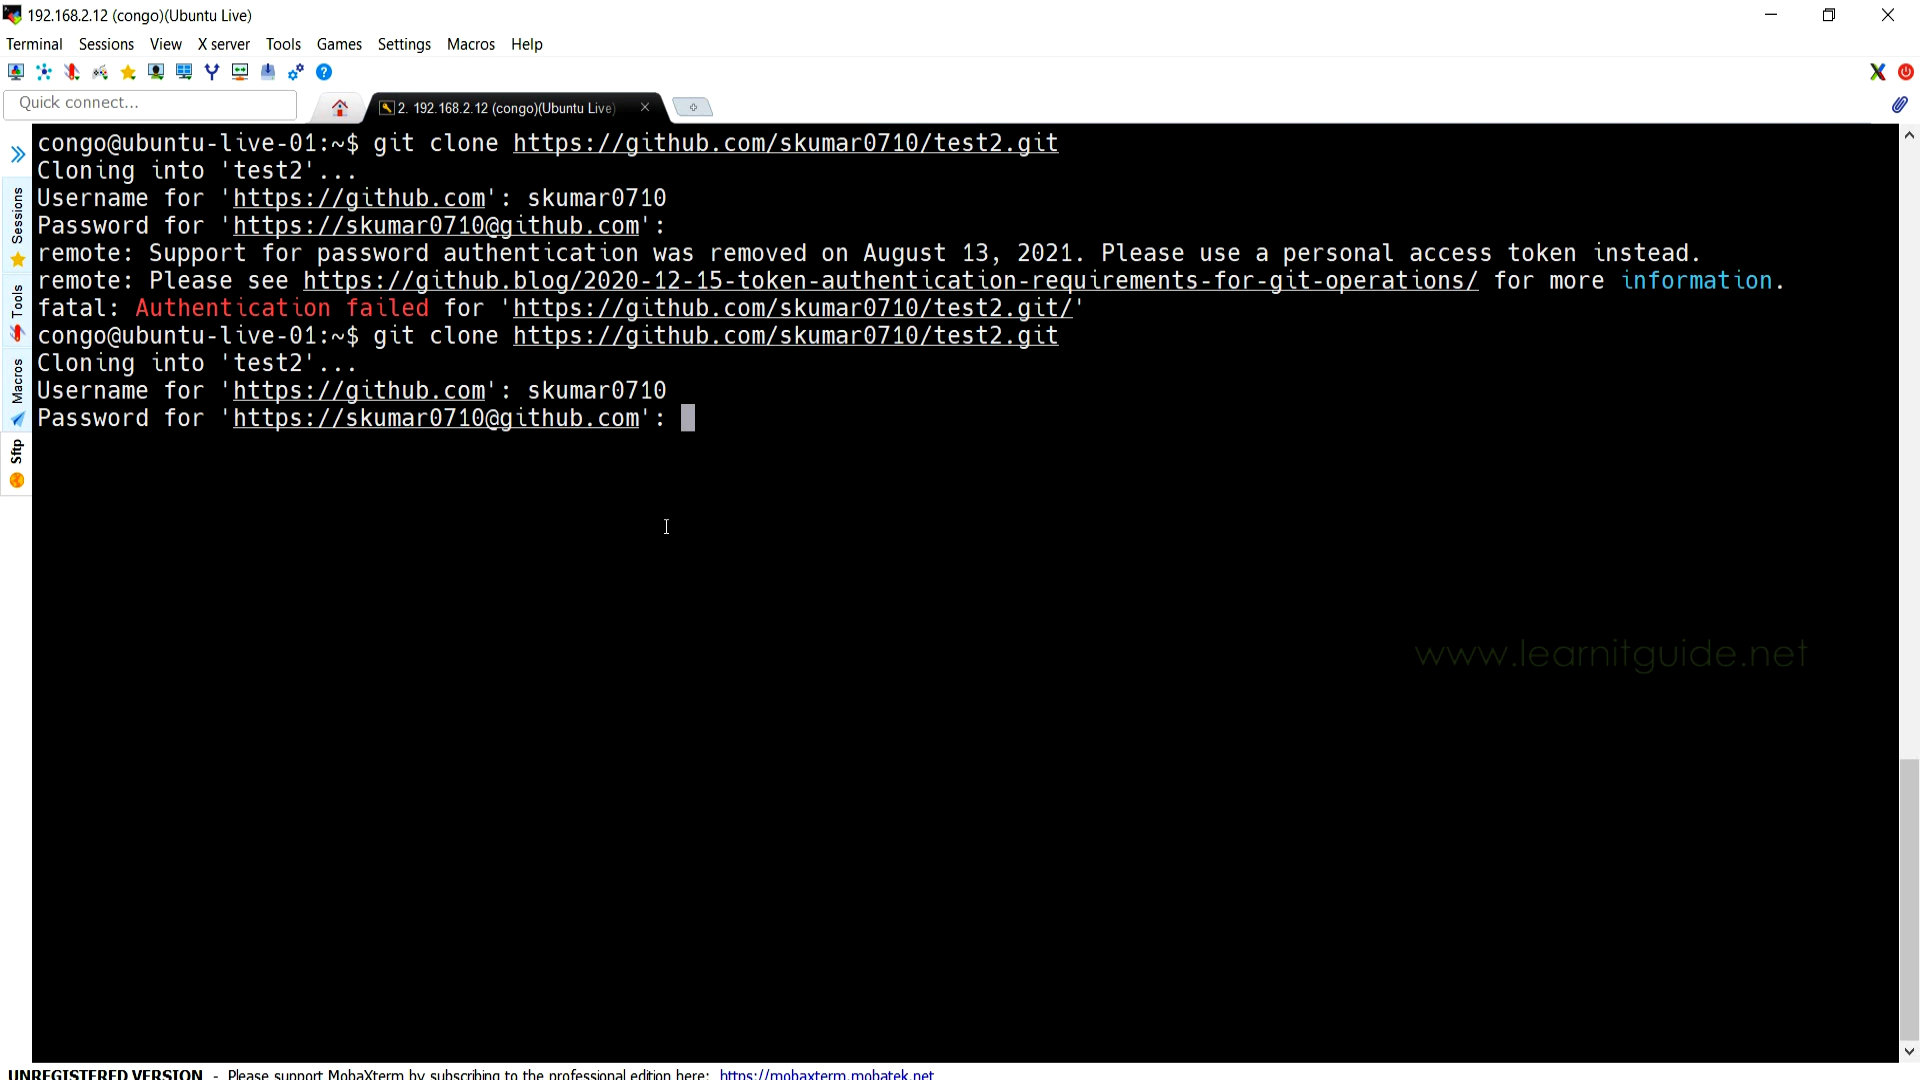 192.168.2.12 (congo)(Ubuntu Live)
Terminal Sessions View X server Tools Games Settings Macros Help
Quick connect...
2. 192.168.2.12 (congo)(Ubuntu Live)
Sessions
Tools
Macros
Sftp
congo@ubuntu-live-01:~$ git clone https://github.com/skumar0710/test2.git
Cloning into 'test2'...
Username for 'https://github.com': skumar0710
Password for 'https://skumar0710@github.com':
remote: Support for password authentication was removed on August 13, 2021. Please use a personal access token instead.
remote: Please see https://github.blog/2020-12-15-token-authentication-requirements-for-git-operations/ for more information.
fatal: Authentication failed for 'https://github.com/skumar0710/test2.git/'
congo@ubuntu-live-01:~$ git clone https://github.com/skumar0710/test2.git
Cloning into 'test2'...
Username for 'https://github.com': skumar0710
Password for 'https://skumar0710@github.com':
www.learnitguide.net
UNREGISTERED VERSION - Please support MobaXterm by subscribing to the professional edition here: https://mobaxterm.mobatek.net